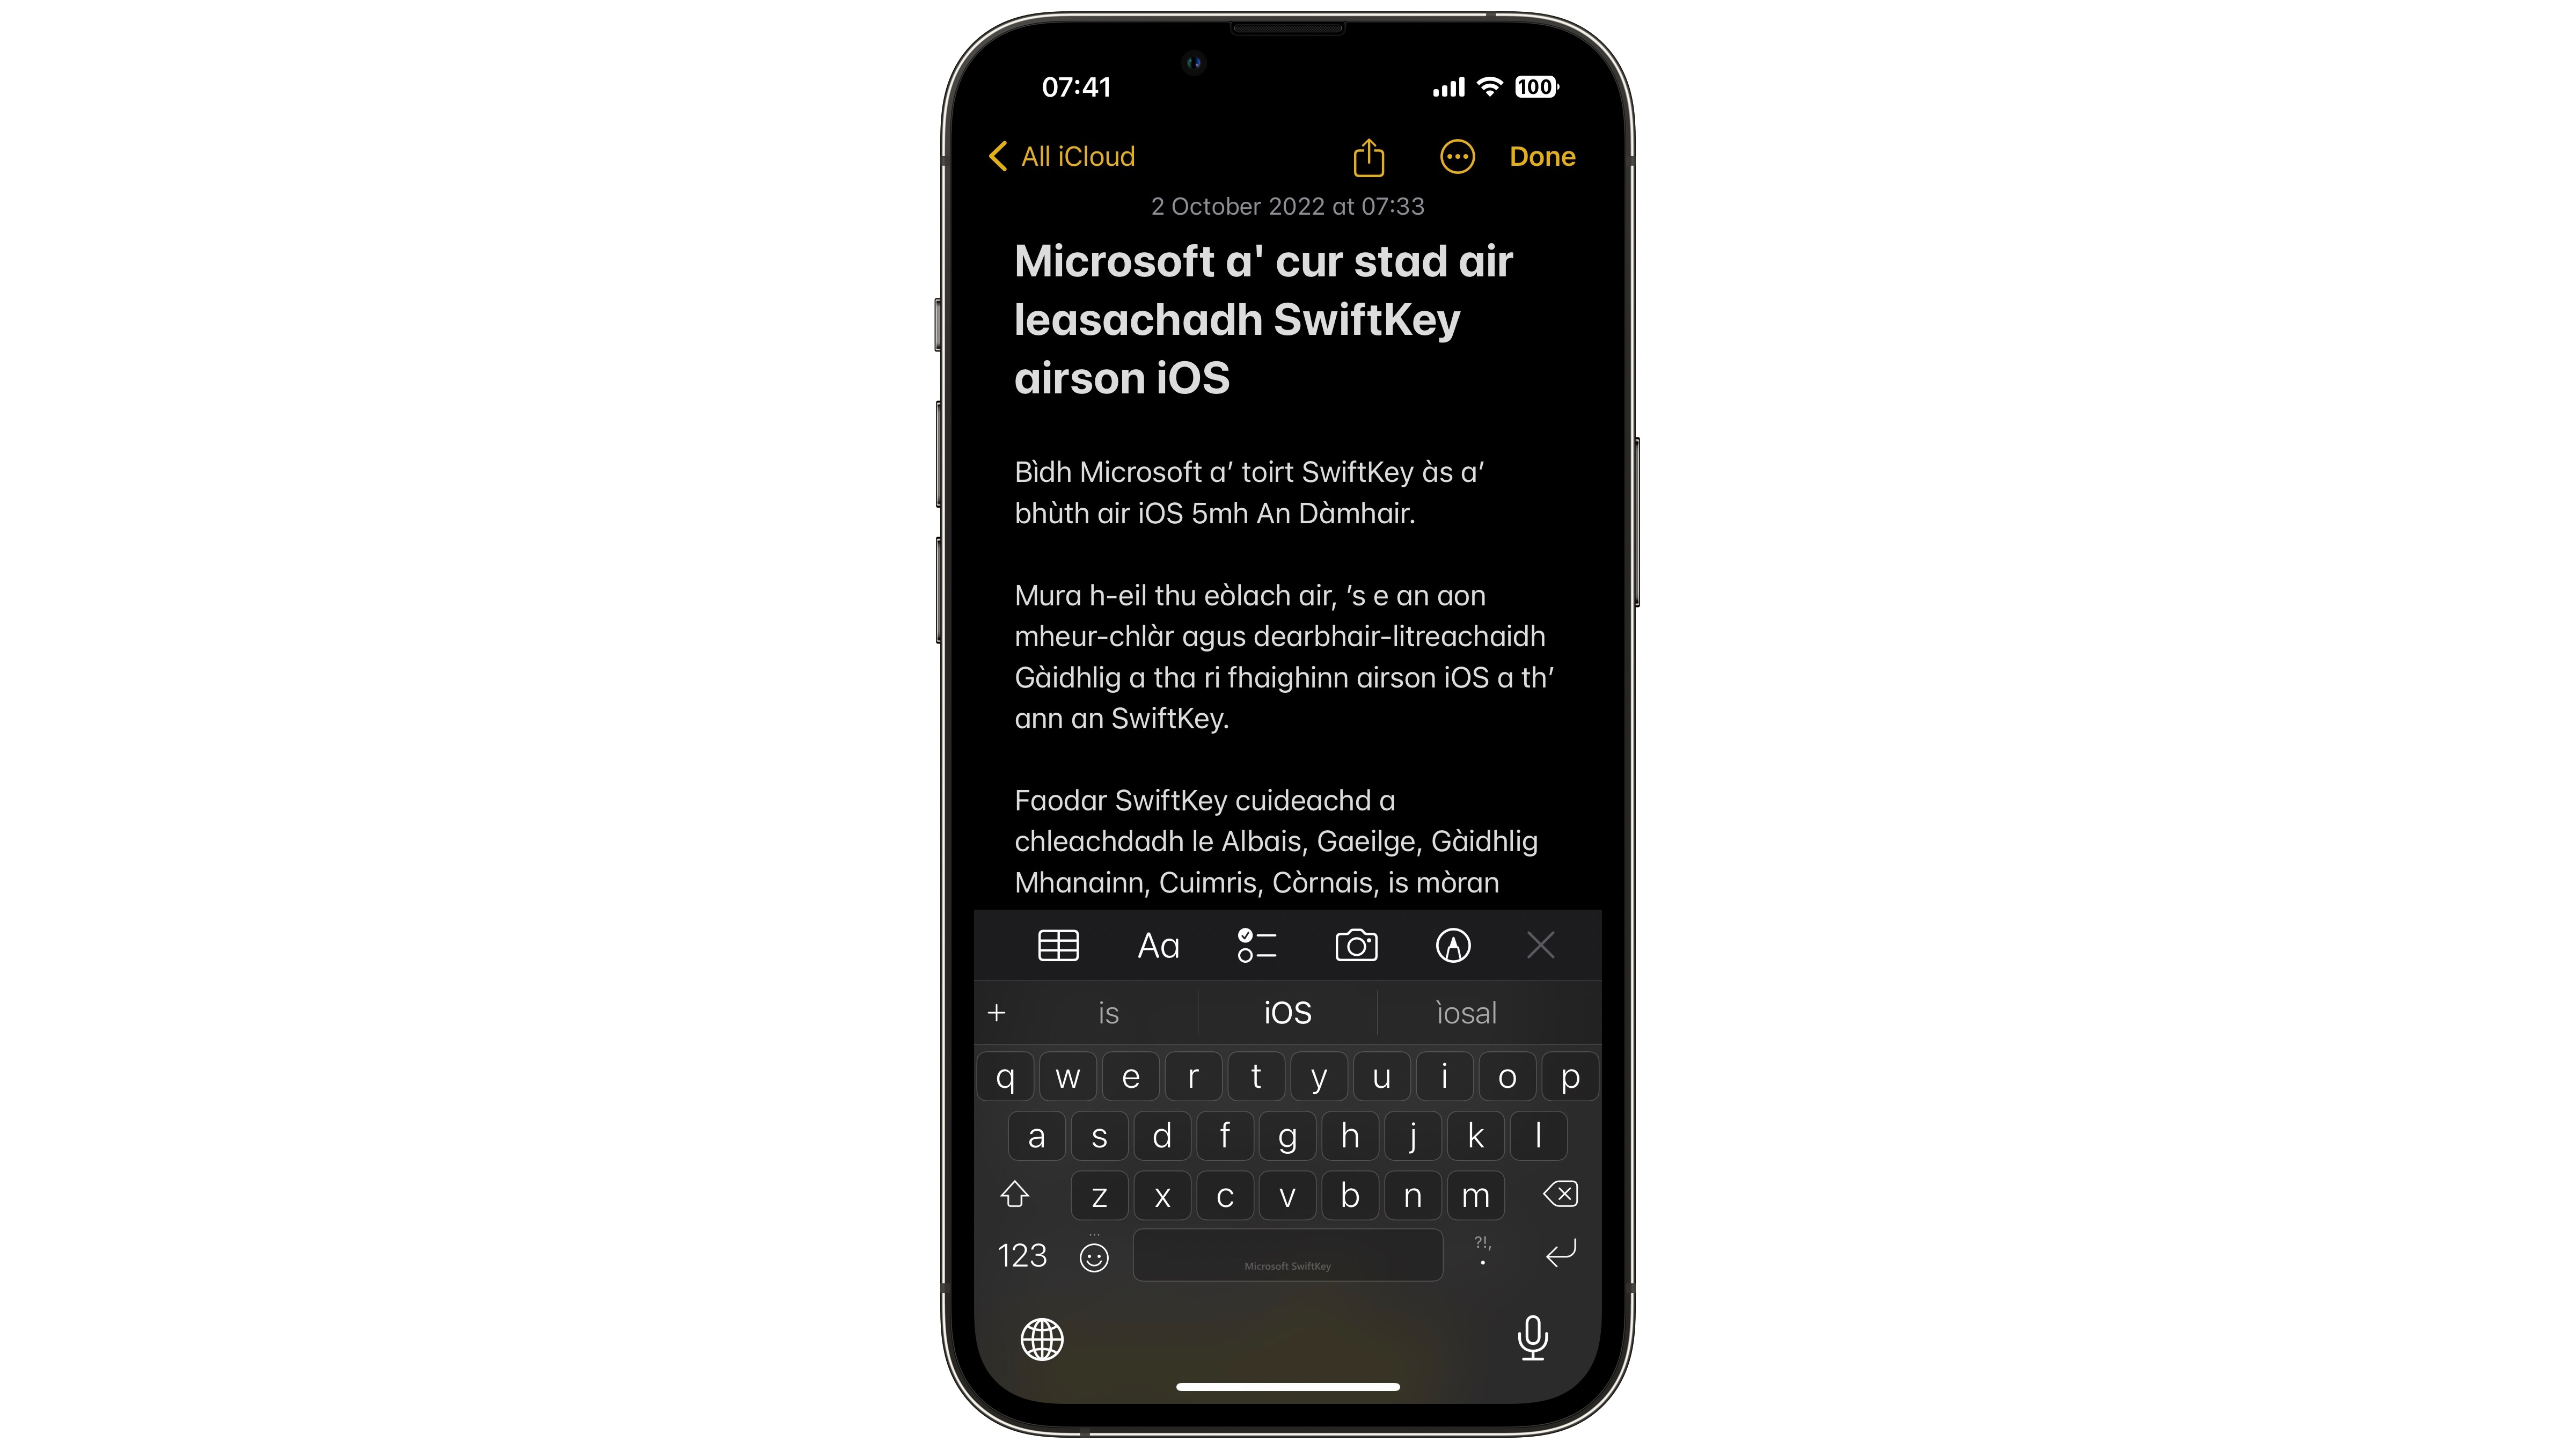 07:41
100
All iCloud
Done
2 October 2022 at 07:33
Microsoft a' cur stad air
leasachadh SwiftKey
airson iOS
Bìdh Microsoft a’ toirt SwiftKey às a’
bhùth air iOS 5mh An Dàmhair.
Mura h-eil thu eòlach air, ’s e an aon
mheur-chlàr agus dearbhair-litreachaidh
Gàidhlig a tha ri fhaighinn airson iOS a th’
ann an SwiftKey.
Faodar SwiftKey cuideachd a
chleachdadh le Albais, Gaeilge, Gàidhlig
Mhanainn, Cuimris, Còrnais, is mòran
Aa
+ is iOS ìosal
q w e r t y u i o p
a s d f g h j k l
z x c v b n m
?!,
123 .
Microsoft SwiftKey